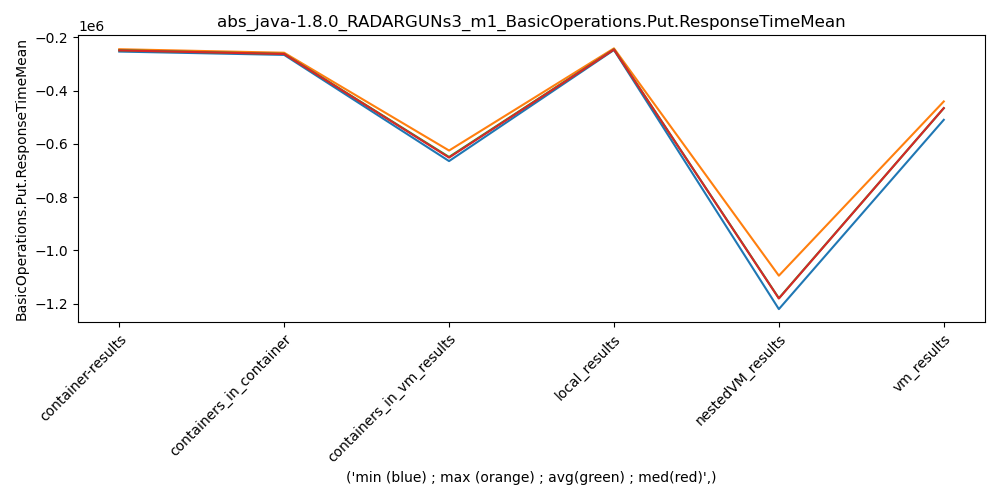 abs_java-1.8.0_RADARGUNs3_m1_BasicOperations.Put.ResponseTimeMean
1e6
BasicOperations.Put.ResponseTimeMean
−0.2
−0.4
−0.6
−0.8
−1.0
−1.2
container-results
containers_in_container
containers_in_vm_results
local_results
nestedVM_results
vm_results
('min (blue) ; max (orange) ; avg(green) ; med(red)',)